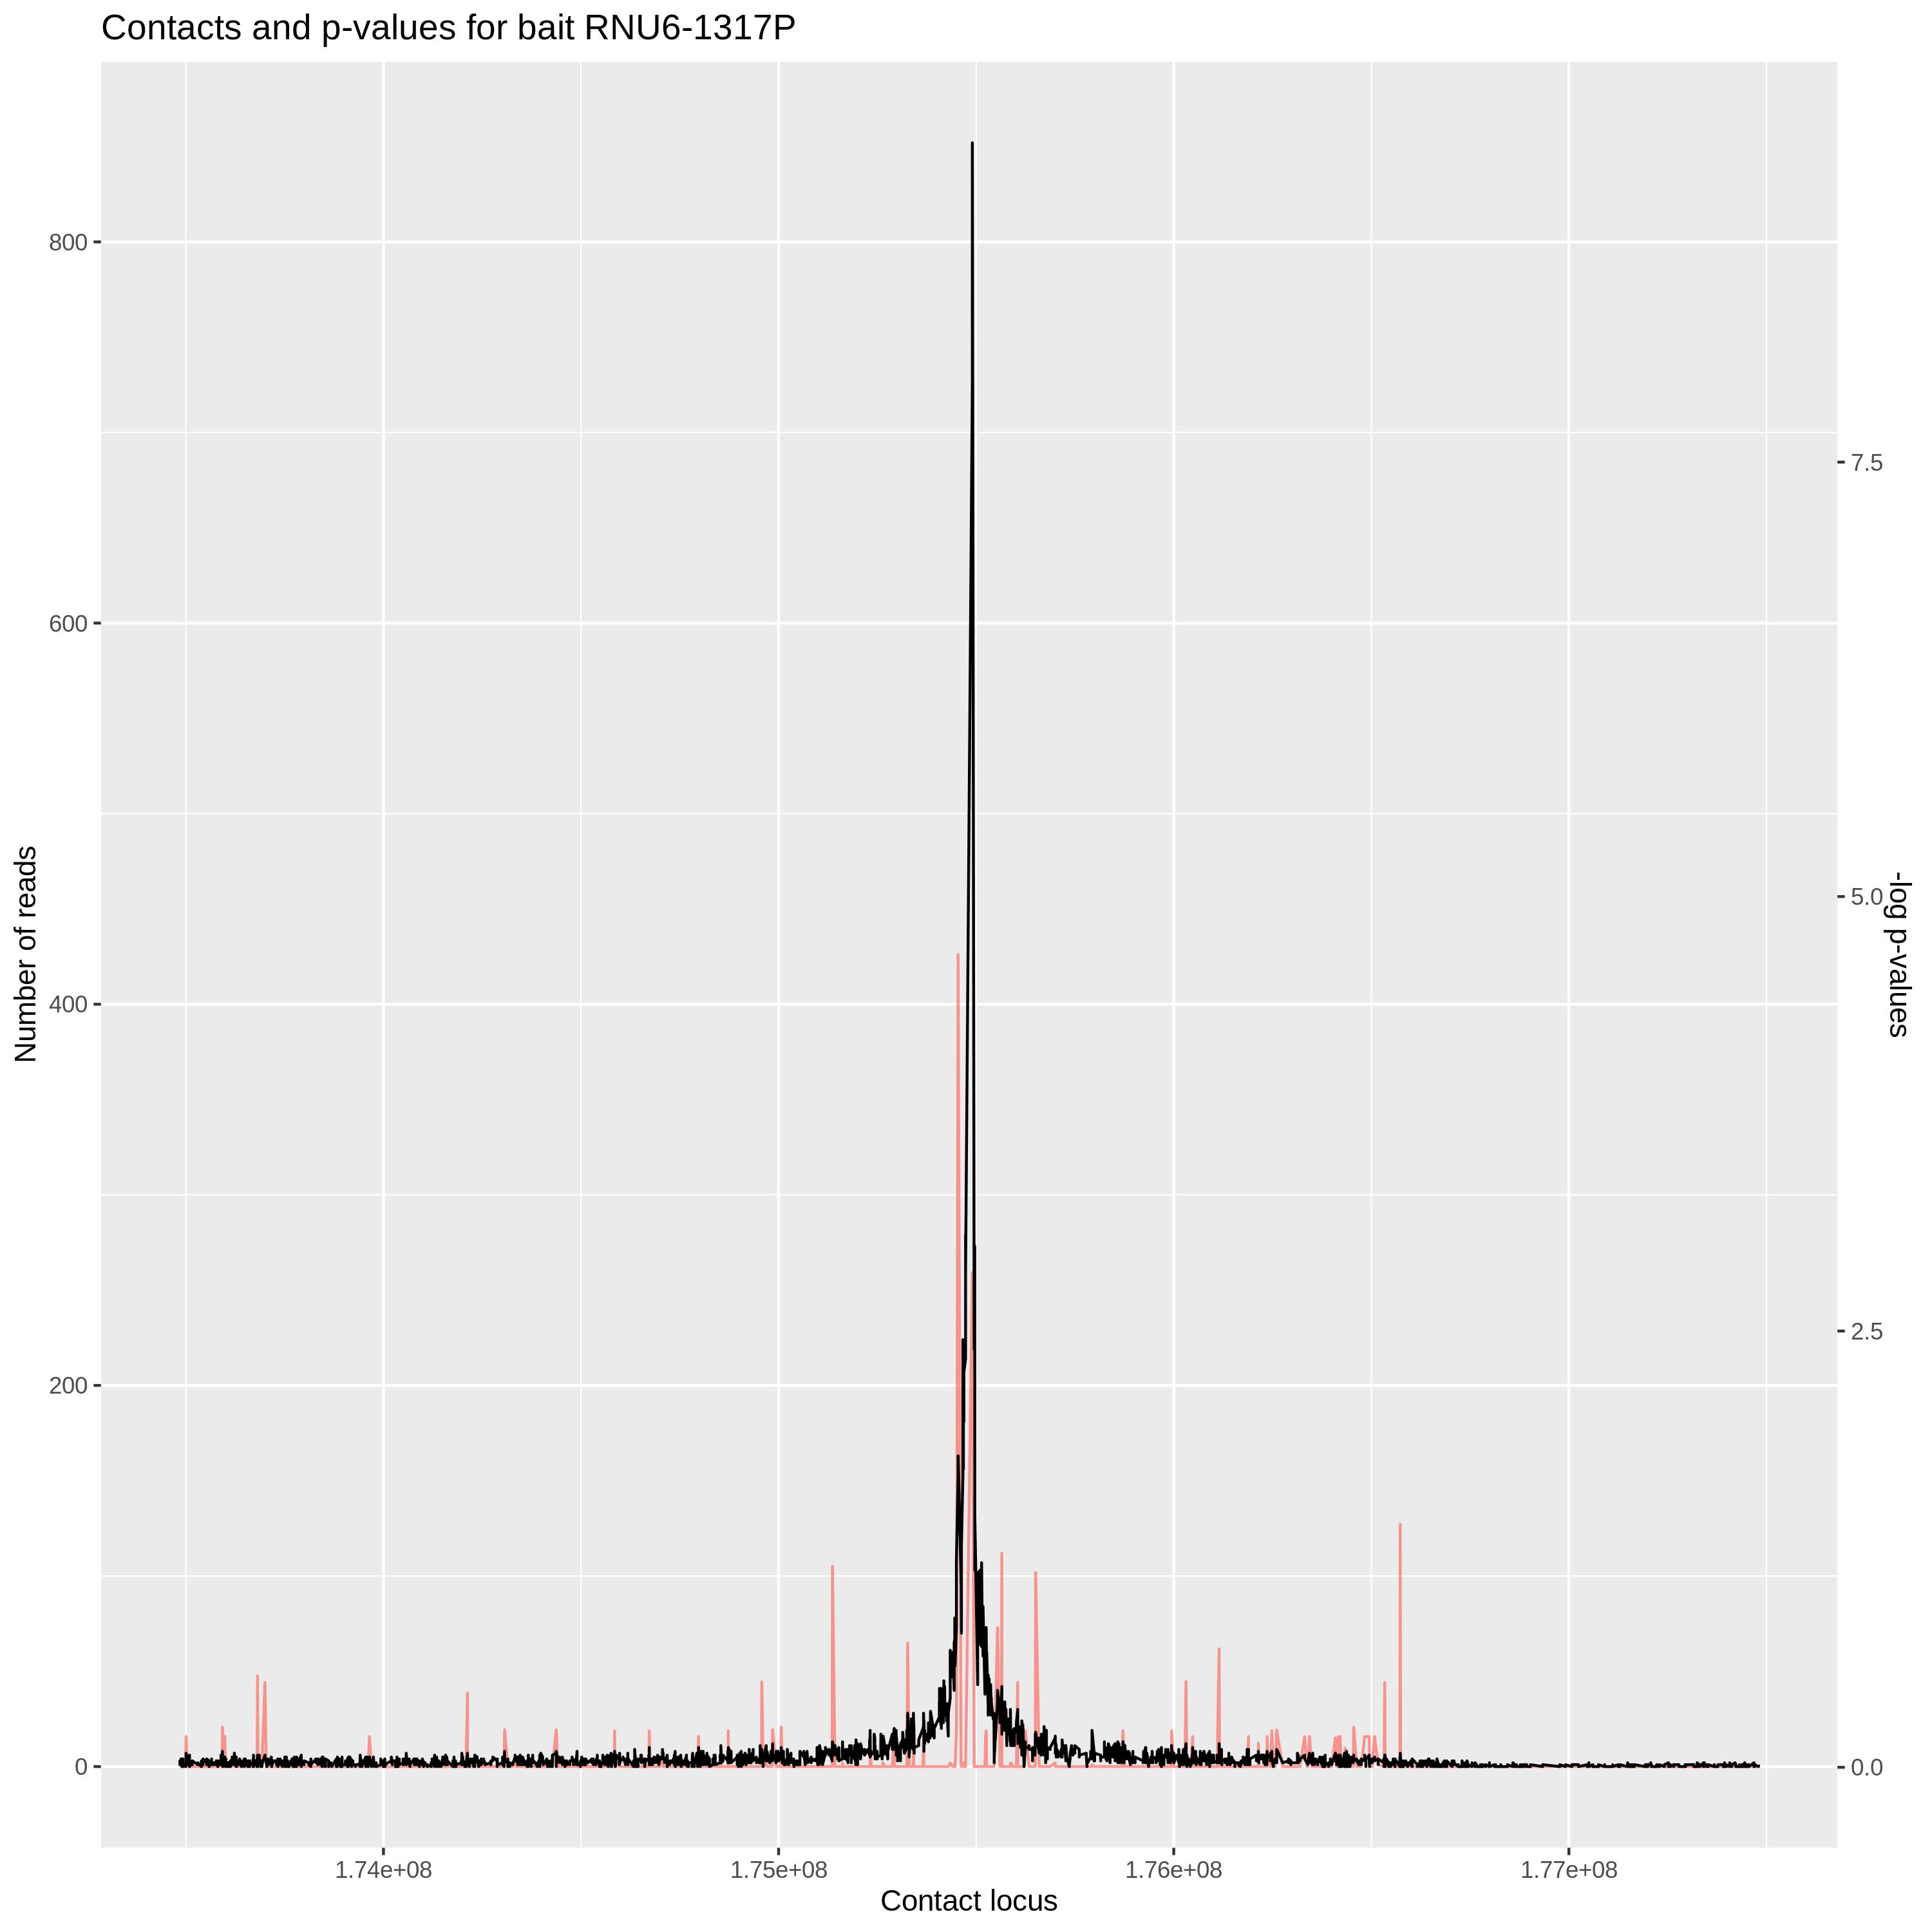 Contacts and p-values for bait RNU6-1317P
800
600
400
200
0
Number of reads
7.5
5.0
2.5
0.0
-log p-values
1.74e+08
1.75e+08
1.76e+08
1.77e+08
Contact locus